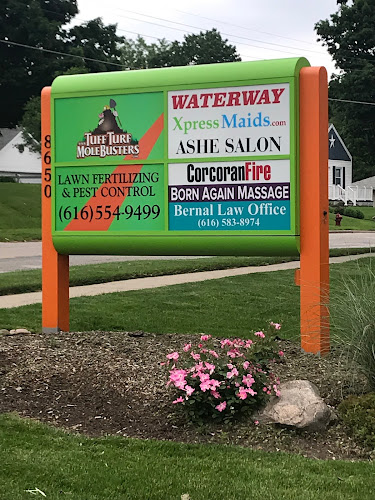 8650
TUFF TURF
MOLEBUSTERS
LAWN FERTILIZING
& PEST CONTROL
(616)554-9499
WATERWAY
XpressMaids.com
ASHE SALON
CorcoranFire
BORN AGAIN MASSAGE
Bernal Law Office
(616) 583-8974